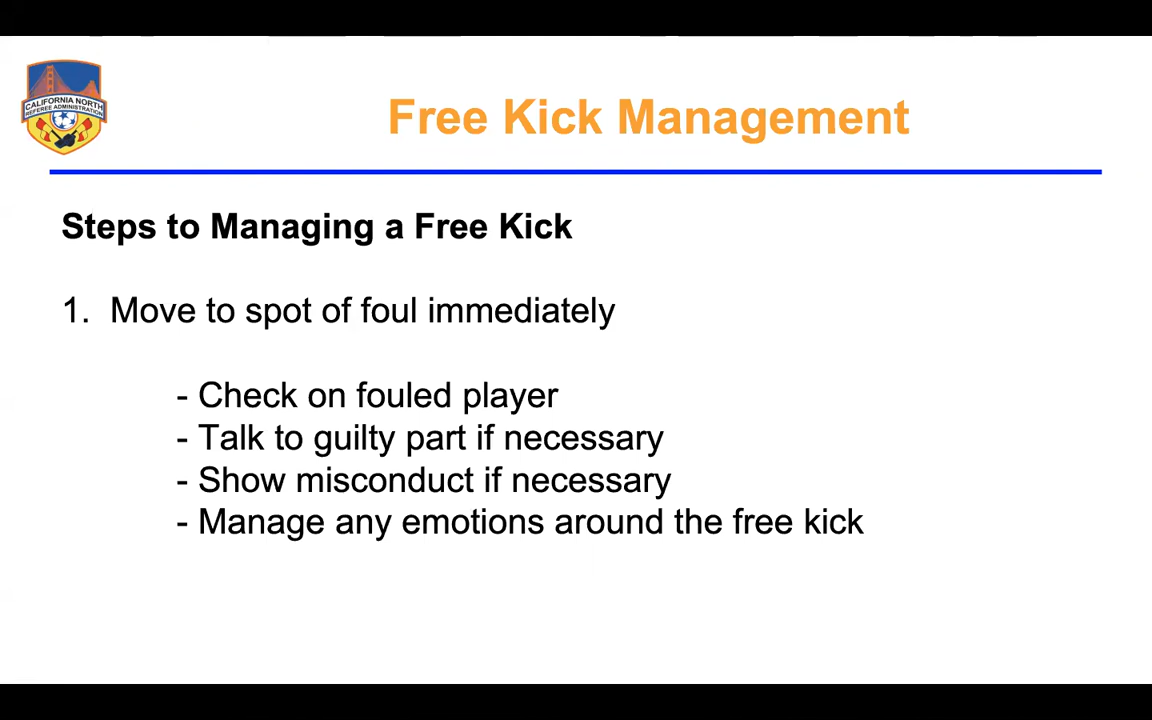 CALIFORNIA NORTH
REFEREE ADMINISTRATION
Free Kick Management
Steps to Managing a Free Kick
1. Move to spot of foul immediately
- Check on fouled player
- Talk to guilty part if necessary
- Show misconduct if necessary
- Manage any emotions around the free kick